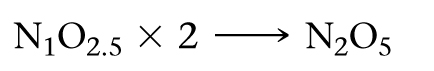 N₁O₂.₅ × 2 ⟶ N₂O₅